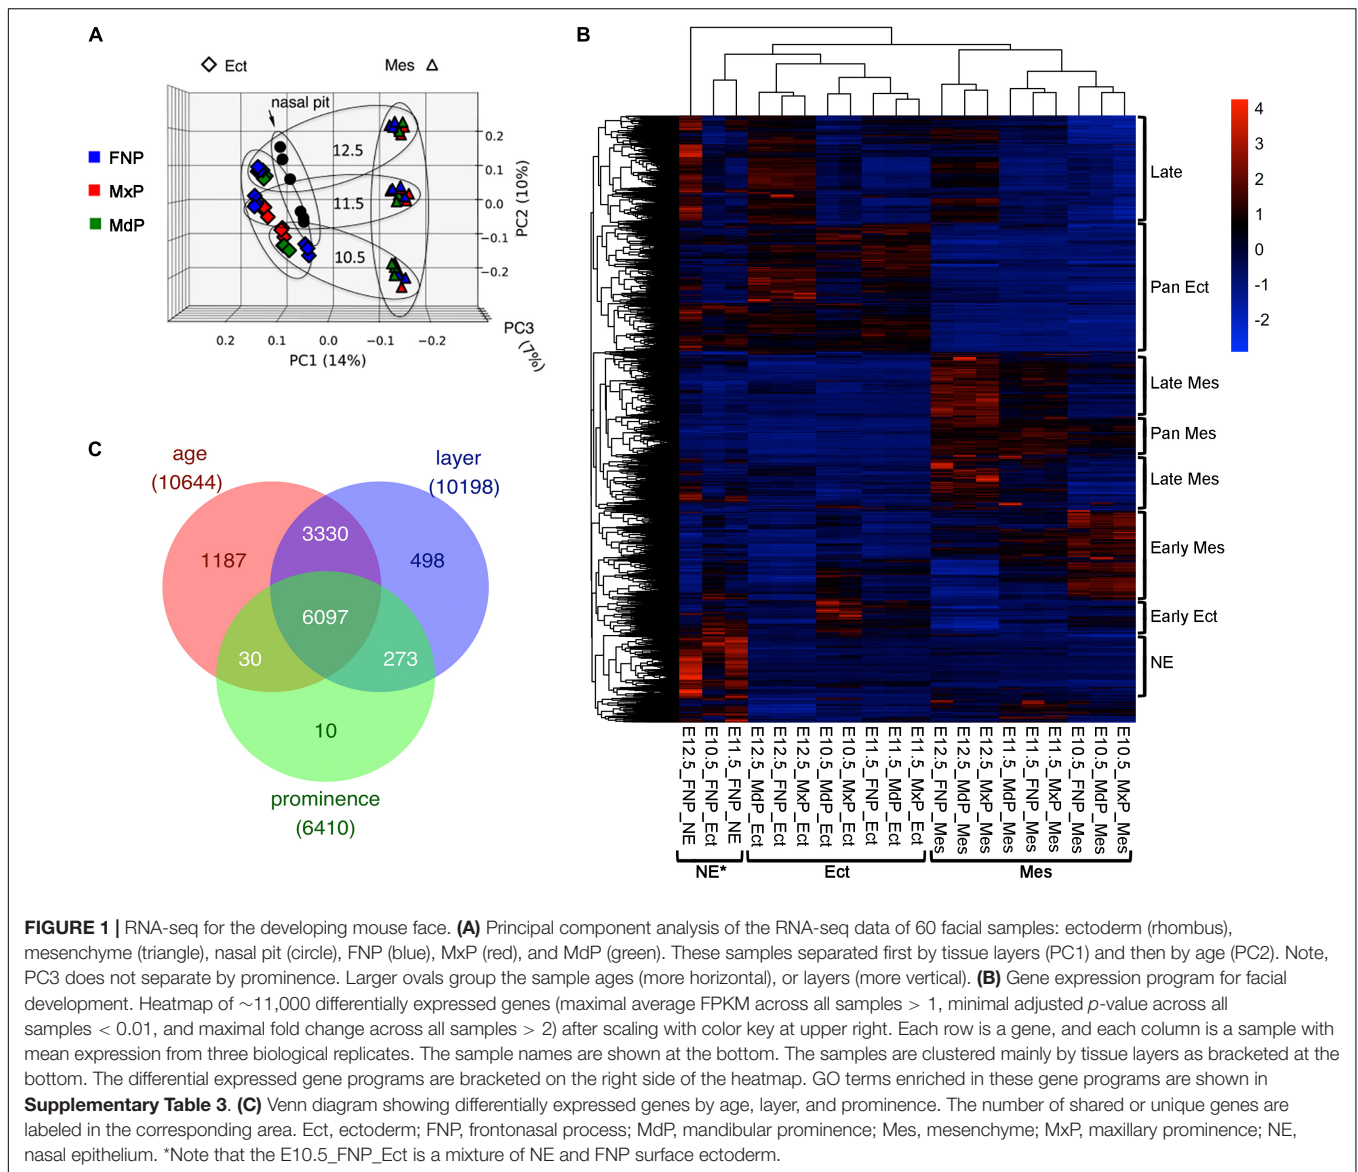 A
Ect
Mes
nasal pit
12.5
11.5
10.5
FNP
MxP
MdP
0.2
0.1
0.0
−0.1
−0.2
PC2 (10%)
0.2
0.1
0.0
−0.1
−0.2
PC1 (14%)
PC3
(7%)
B
4
3
2
1
0
-1
-2
Late
Pan Ect
Late Mes
Pan Mes
Late Mes
Early Mes
Early Ect
NE
E12.5_FNP_NE
E10.5_FNP_Ect
E11.5_FNP_NE
E12.5_MdP_Ect
E12.5_FNP_Ect
E12.5_MxP_Ect
E10.5_MdP_Ect
E10.5_MxP_Ect
E11.5_FNP_Ect
E11.5_MdP_Ect
E11.5_MxP_Ect
E12.5_FNP_Mes
E12.5_MdP_Mes
E12.5_MxP_Mes
E11.5_MdP_Mes
E11.5_FNP_Mes
E11.5_MxP_Mes
E10.5_FNP_Mes
E10.5_MdP_Mes
E10.5_MxP_Mes
NE*
Ect
Mes
C
age
(10644)
layer
(10198)
3330
1187
498
6097
30
273
10
prominence
(6410)
FIGURE 1 | RNA-seq for the developing mouse face. (A) Principal component analysis of the RNA-seq data of 60 facial samples: ectoderm (rhombus),
mesenchyme (triangle), nasal pit (circle), FNP (blue), MxP (red), and MdP (green). These samples separated first by tissue layers (PC1) and then by age (PC2). Note,
PC3 does not separate by prominence. Larger ovals group the sample ages (more horizontal), or layers (more vertical). (B) Gene expression program for facial
development. Heatmap of ∼11,000 differentially expressed genes (maximal average FPKM across all samples > 1, minimal adjusted p-value across all
samples < 0.01, and maximal fold change across all samples > 2) after scaling with color key at upper right. Each row is a gene, and each column is a sample with
mean expression from three biological replicates. The sample names are shown at the bottom. The samples are clustered mainly by tissue layers as bracketed at the
bottom. The differential expressed gene programs are bracketed on the right side of the heatmap. GO terms enriched in these gene programs are shown in
Supplementary Table 3. (C) Venn diagram showing differentially expressed genes by age, layer, and prominence. The number of shared or unique genes are
labeled in the corresponding area. Ect, ectoderm; FNP, frontonasal process; MdP, mandibular prominence; Mes, mesenchyme; MxP, maxillary prominence; NE,
nasal epithelium. *Note that the E10.5_FNP_Ect is a mixture of NE and FNP surface ectoderm.